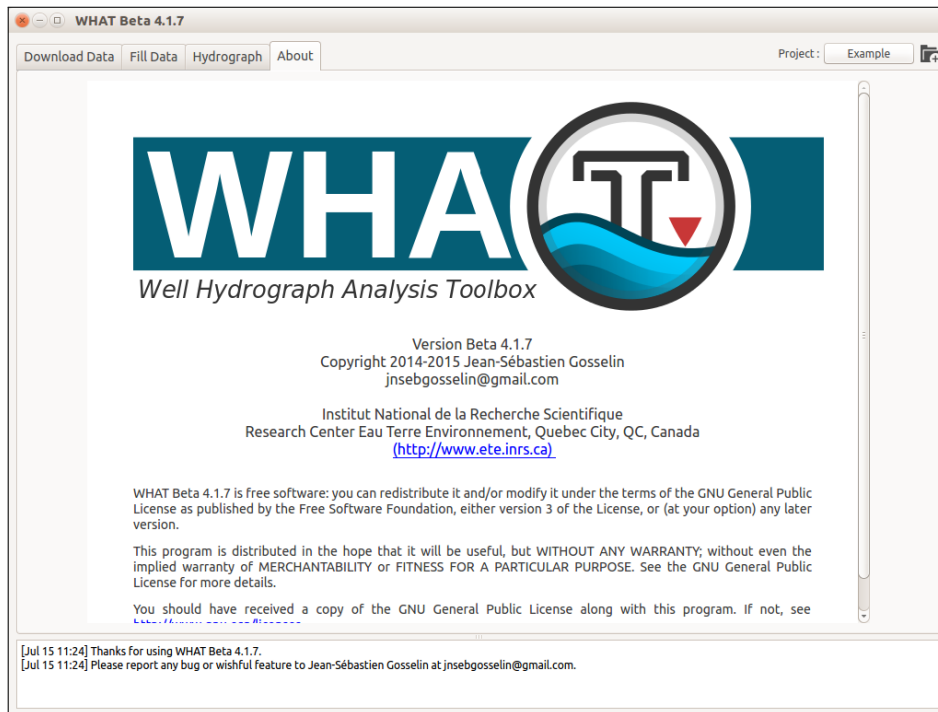 WHAT Beta 4.1.7
Download Data Fill Data Hydrograph About Project : Example
WHAT
Well Hydrograph Analysis Toolbox
Version Beta 4.1.7
Copyright 2014-2015 Jean-Sébastien Gosselin
jnsebgosselin@gmail.com
Institut National de la Recherche Scientifique
Research Center Eau Terre Environnement, Quebec City, QC, Canada
(http://www.ete.inrs.ca)
WHAT Beta 4.1.7 is free software: you can redistribute it and/or modify it under the terms of the GNU General Public
License as published by the Free Software Foundation, either version 3 of the License, or (at your option) any later
version.
This program is distributed in the hope that it will be useful, but WITHOUT ANY WARRANTY; without even the
implied warranty of MERCHANTABILITY or FITNESS FOR A PARTICULAR PURPOSE. See the GNU General Public
License for more details.
You should have received a copy of the GNU General Public License along with this program. If not, see
http://www.gnu.org/licenses
[Jul 15 11:24] Thanks for using WHAT Beta 4.1.7.
[Jul 15 11:24] Please report any bug or wishful feature to Jean-Sébastien Gosselin at jnsebgosselin@gmail.com.